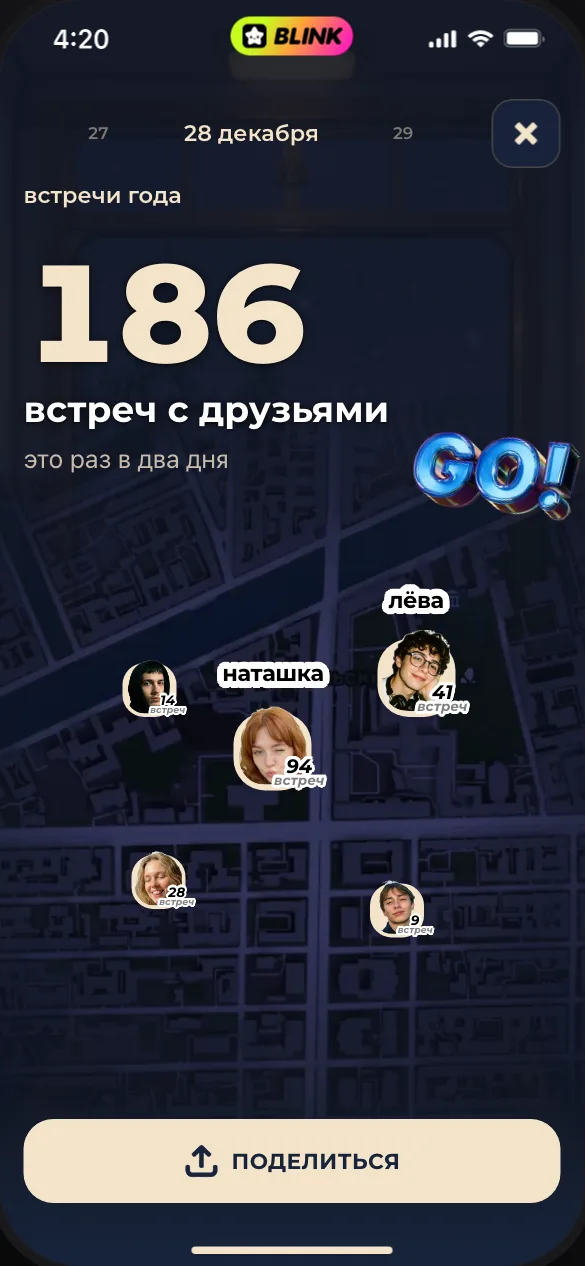 4:20
BLINK
27 28 декабря 29
встречи года
186
встреч с друзьями
это раз в два дня
GO!
лёва
41
встреч
наташка
94
встреч
14
встреч
28
встреч
9
встреч
ПОДЕЛИТЬСЯ